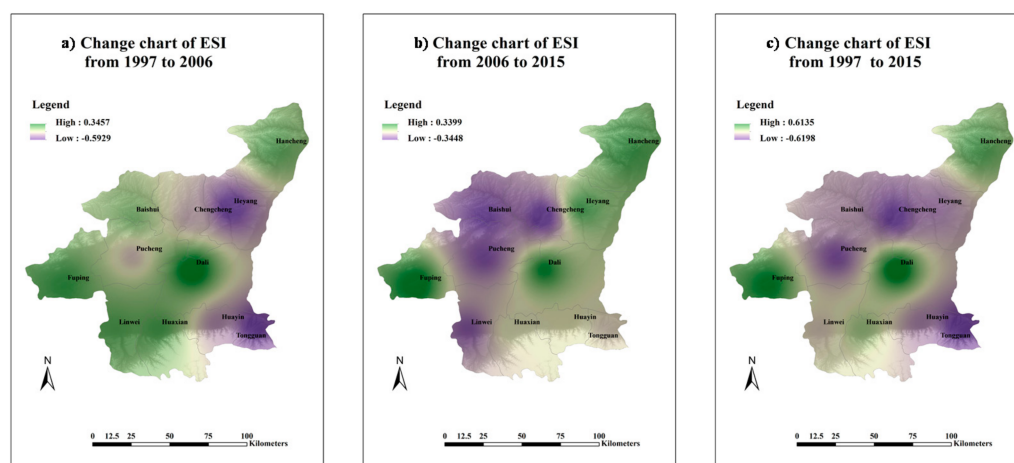 a) Change chart of ESI
from 1997 to 2006
Legend
High : 0.3457
Low : -0.5929
Hancheng
Heyang
Chengcheng
Baishui
Pucheng
Dali
Fuping
Linwei
Huaxian
Huayin
Tongguan
N
0 12.5 25 50 75 100
Kilometers
b) Change chart of ESI
from 2006 to 2015
Legend
High : 0.3399
Low : -0.3448
Hancheng
Heyang
Chengcheng
Baishui
Pucheng
Dali
Fuping
Linwei
Huaxian
Huayin
Tongguan
N
0 12.5 25 50 75 100
Kilometers
c) Change chart of ESI
from 1997 to 2015
Legend
High : 0.6135
Low : -0.6198
Hancheng
Heyang
Chengcheng
Baishui
Pucheng
Dali
Fuping
Linwei
Huaxian
Huayin
Tongguan
N
0 12.5 25 50 75 100
Kilometers